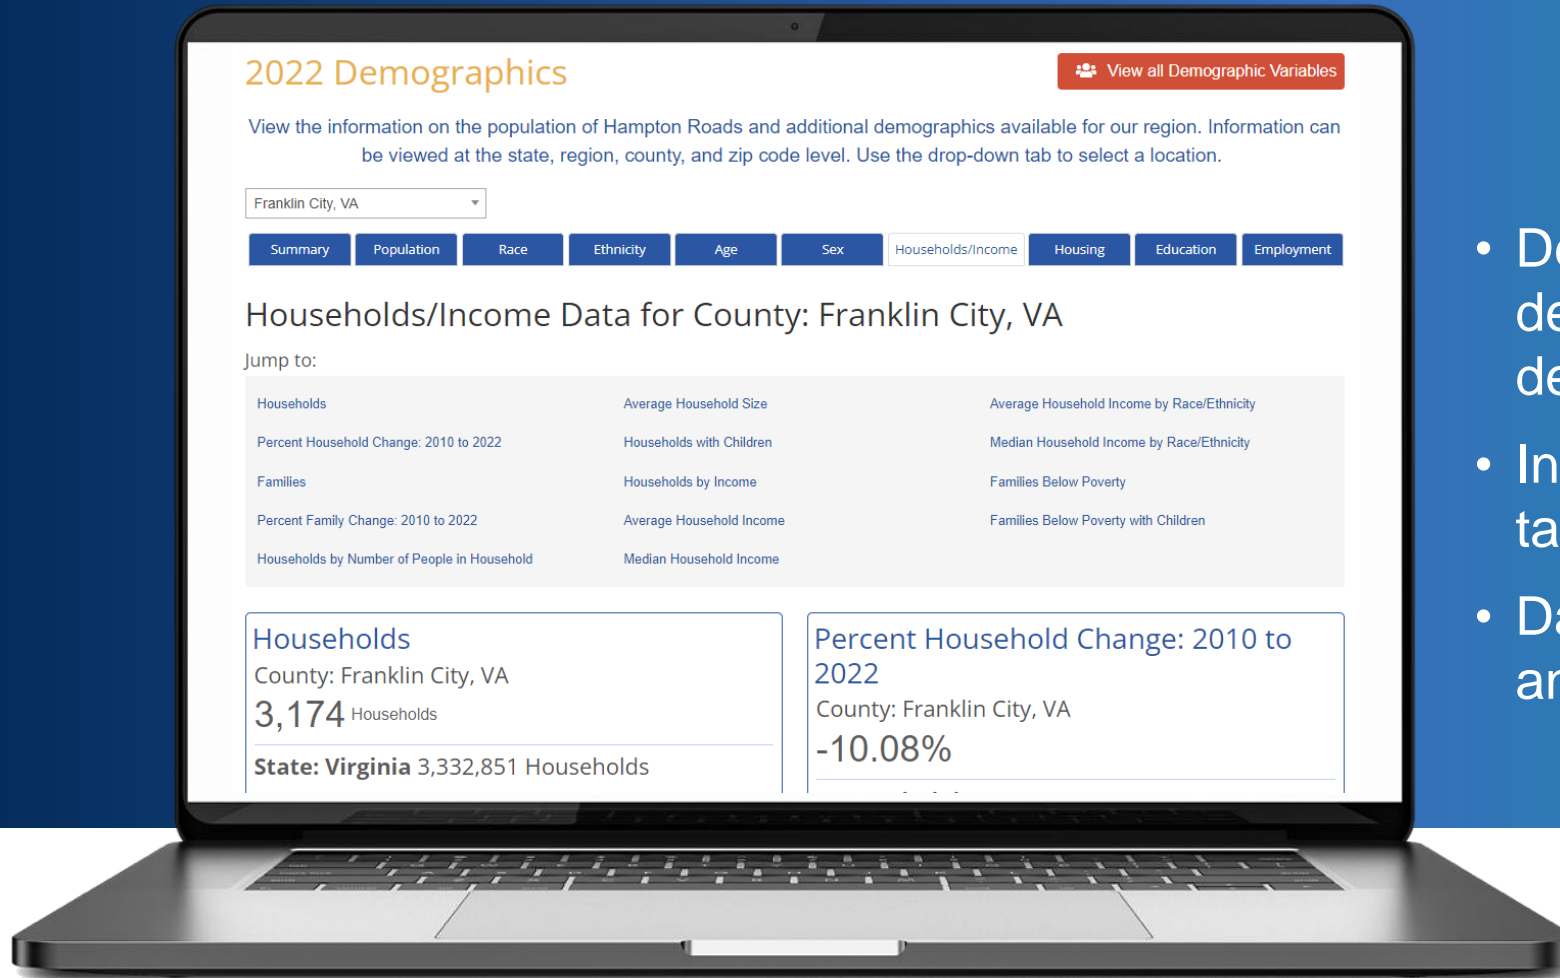 2022 Demographics
View all Demographic Variables
View the information on the population of Hampton Roads and additional demographics available for our region. Information can
be viewed at the state, region, county, and zip code level. Use the drop-down tab to select a location.
Franklin City, VA
Summary Population Race Ethnicity Age Sex Households/Income Housing Education Employment
Households/Income Data for County: Franklin City, VA
Jump to:
Households Average Household Size Average Household Income by Race/Ethnicity
Percent Household Change: 2010 to 2022 Households with Children Median Household Income by Race/Ethnicity
Families Households by Income Families Below Poverty
Percent Family Change: 2010 to 2022 Average Household Income Families Below Poverty with Children
Households by Number of People in Household Median Household Income
Households
County: Franklin City, VA
3,174 Households
State: Virginia 3,332,851 Households
Percent Household Change: 2010 to
2022
County: Franklin City, VA
-10.08%